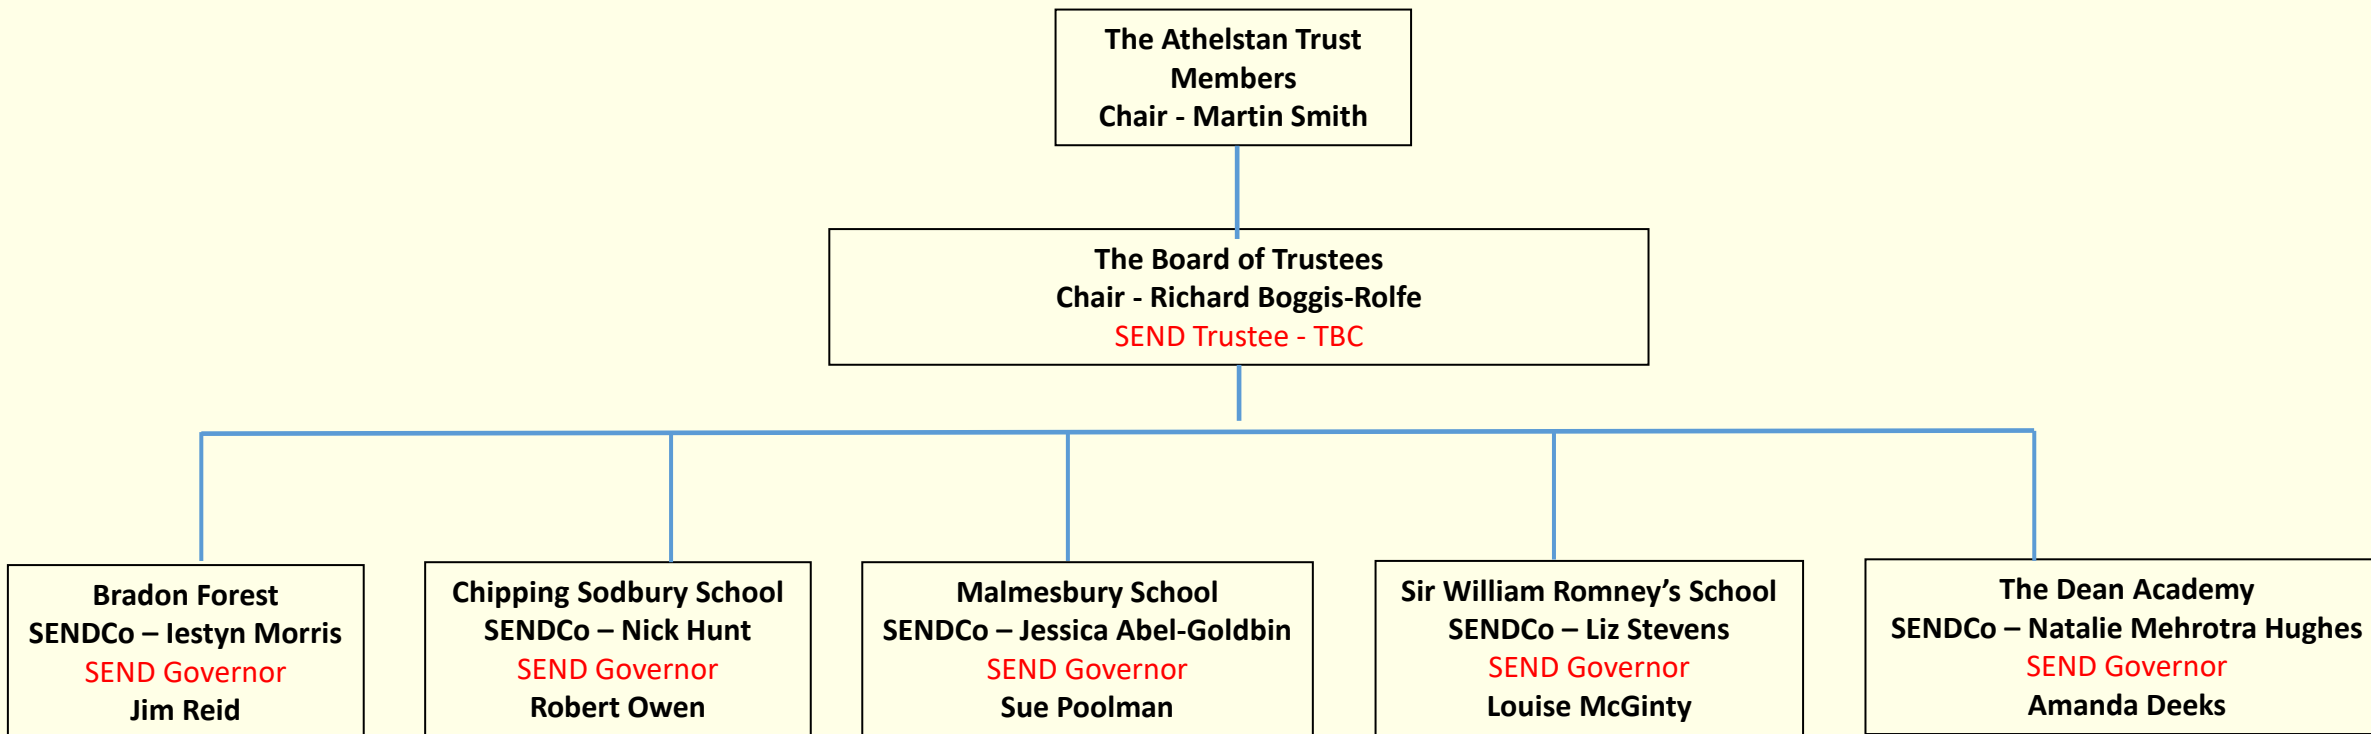 The Athelstan Trust
Members
Chair - Martin Smith
The Board of Trustees
Chair - Richard Boggis-Rolfe
SEND Trustee - TBC
Bradon Forest
SENDCo – Iestyn Morris
SEND Governor
Jim Reid
Chipping Sodbury School
SENDCo – Nick Hunt
SEND Governor
Robert Owen
Malmesbury School
SENDCo – Jessica Abel-Goldbin
SEND Governor
Sue Poolman
Sir William Romney’s School
SENDCo – Liz Stevens
SEND Governor
Louise McGinty
The Dean Academy
SENDCo – Natalie Mehrotra Hughes
SEND Governor
Amanda Deeks